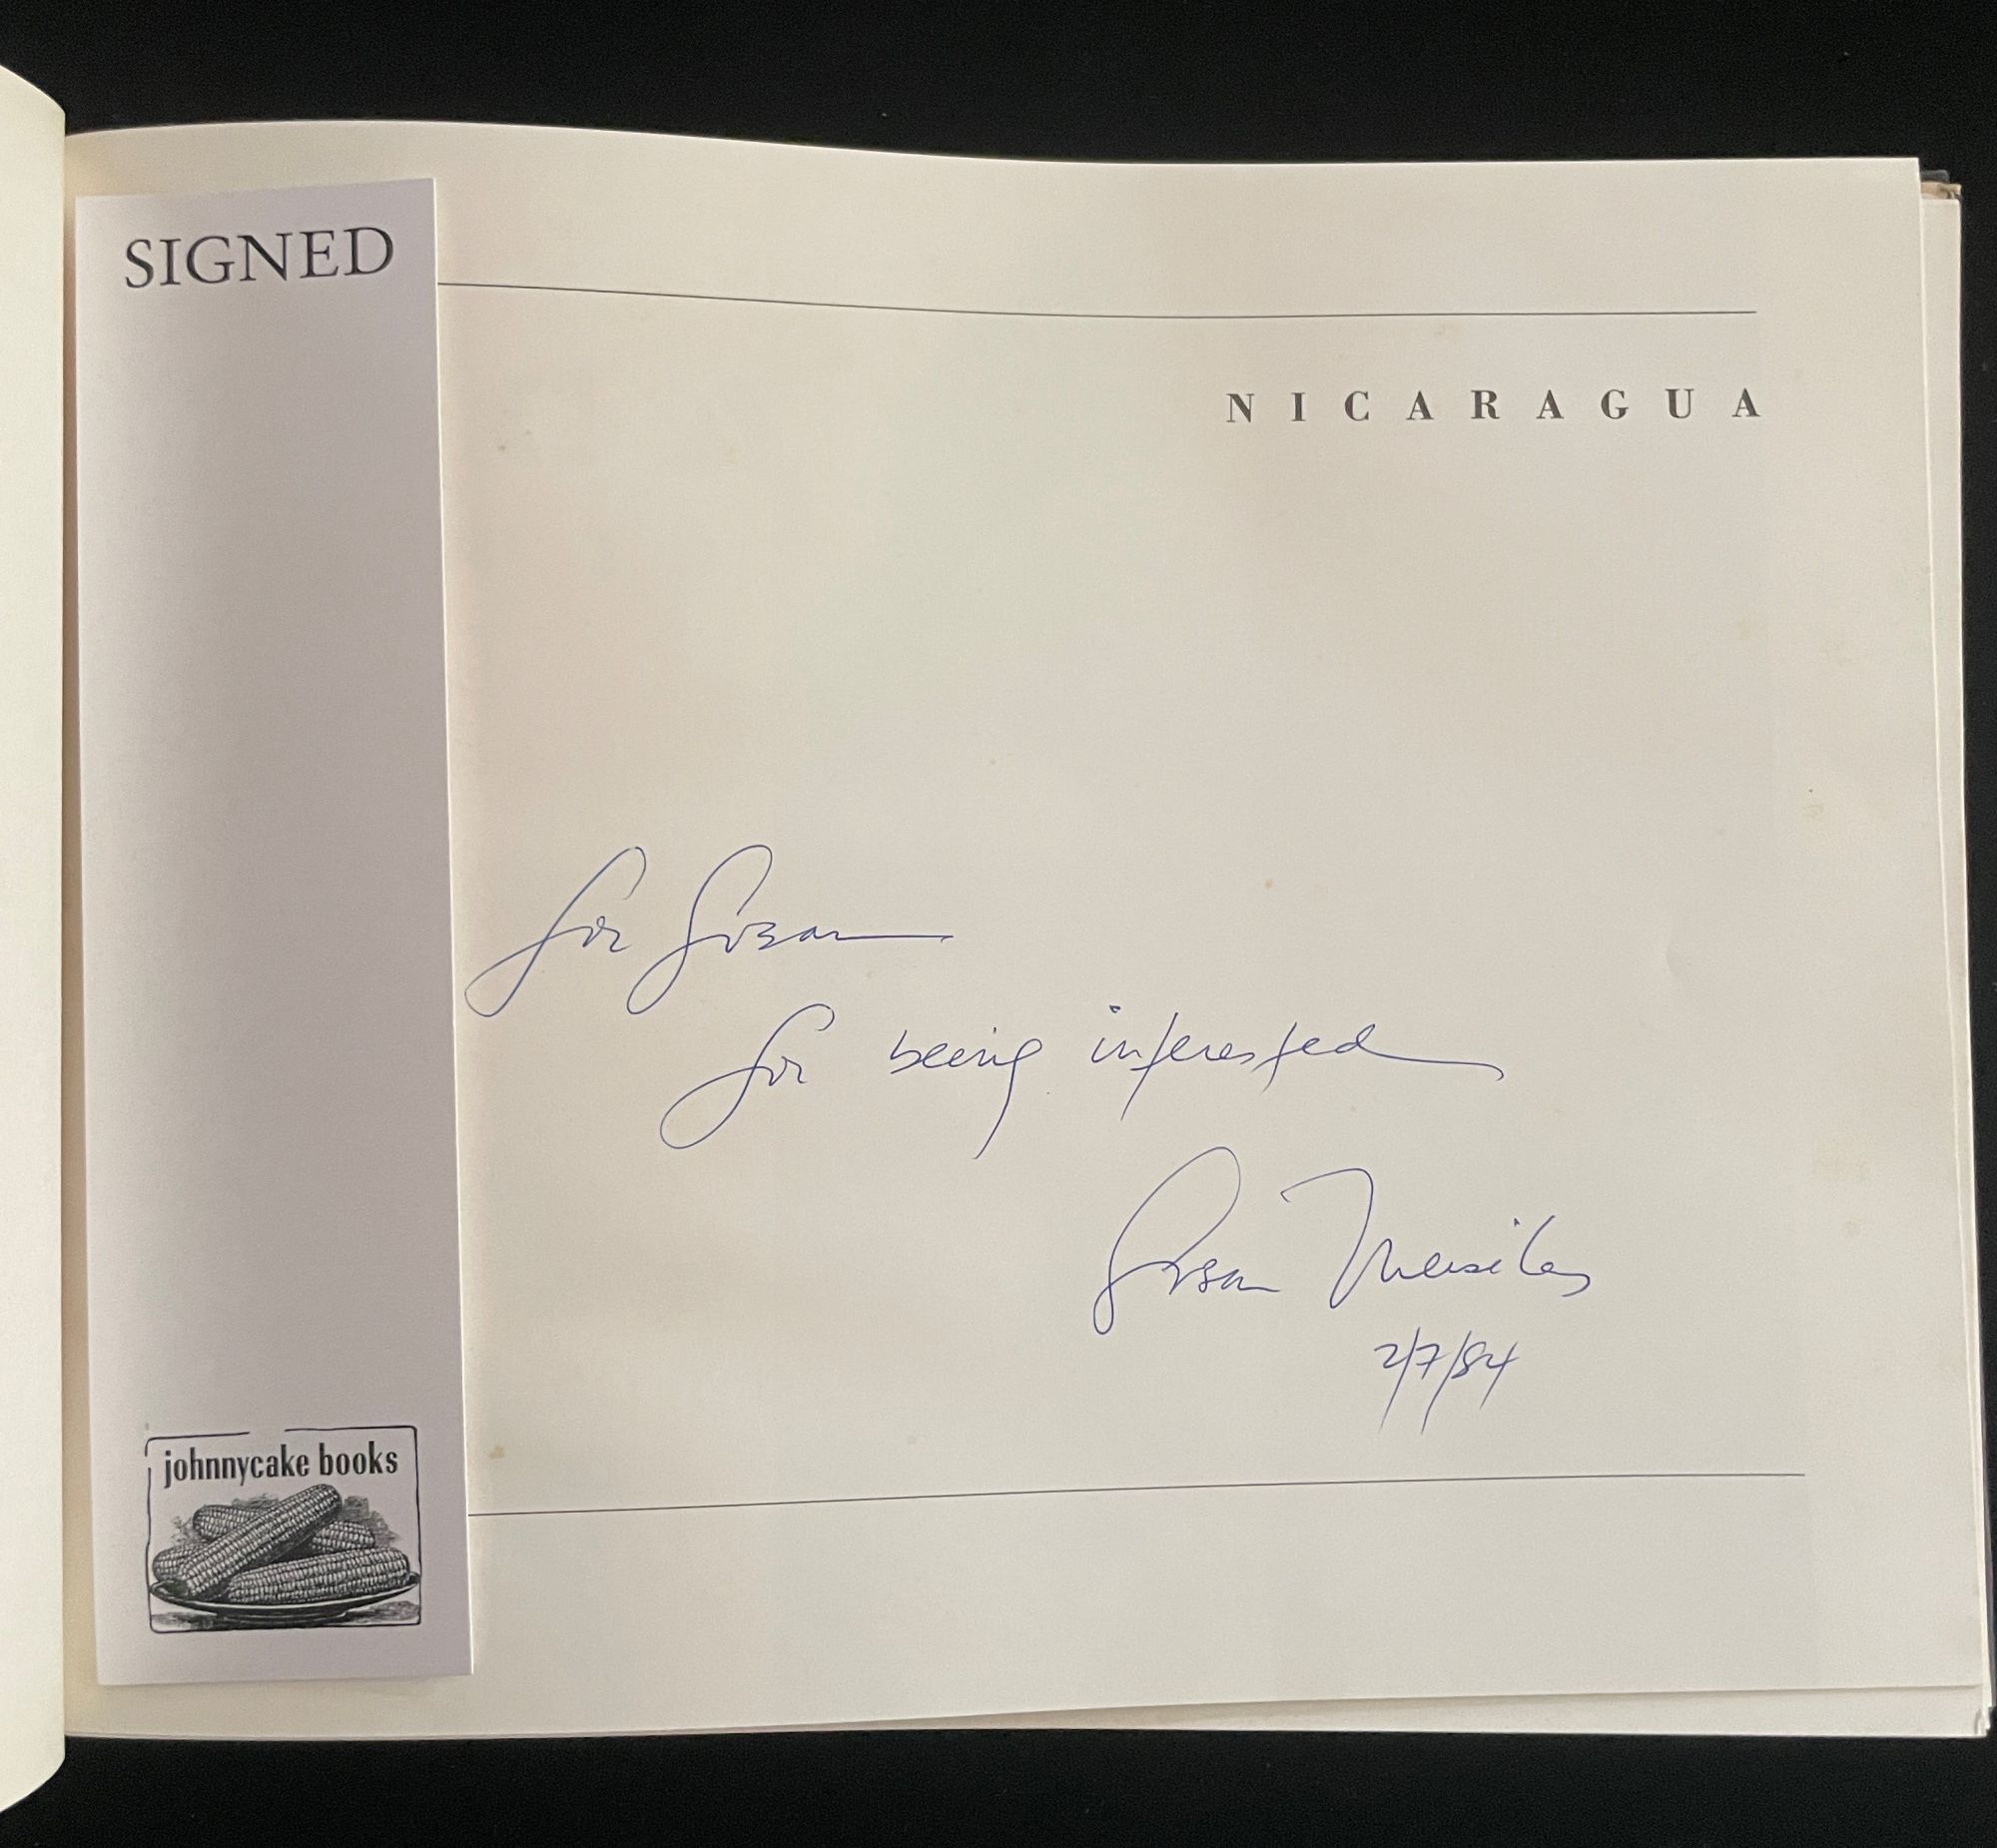 SIGNED
NICARAGUA
for Susan
for being interested
Susan Meiselas
2/7/84
johnnycake books